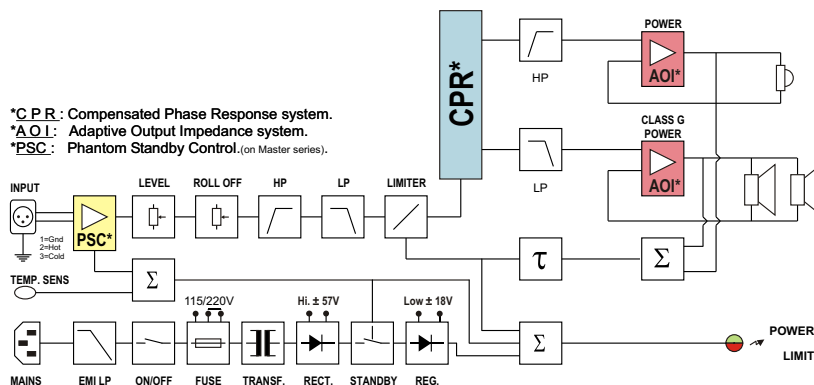 POWER
AOI*
HP
CPR*
*C P R : Compensated Phase Response system.
*A O I : Adaptive Output Impedance system.
*PSC : Phantom Standby Control.(on Master series).
CLASS G
POWER
AOI*
LP
INPUT
LEVEL
ROLL OFF
HP
LP
LIMITER
1=Gnd
2=Hot
3=Cold
PSC*
τ
Σ
TEMP. SENS
Σ
115/220V
Hi. ± 57V
Low ± 18V
Σ
POWER
LIMIT
MAINS
EMI LP
ON/OFF
FUSE
TRANSF.
RECT.
STANDBY
REG.